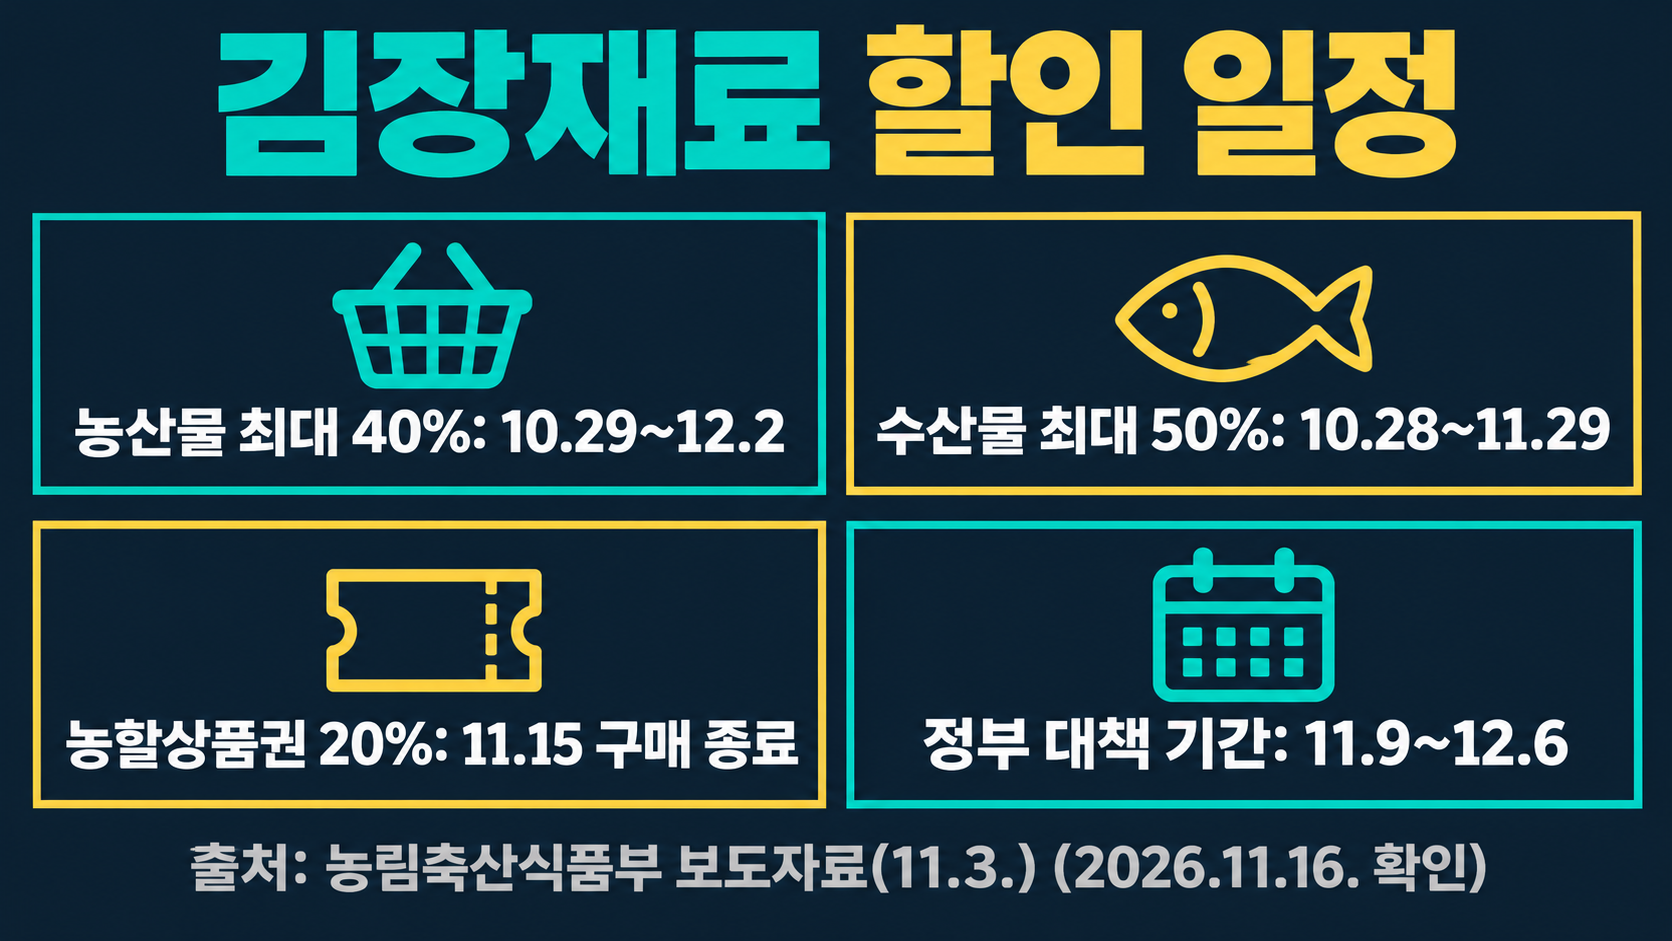 김장재료 할인 일정
농산물 최대 40%: 10.29~12.2
수산물 최대 50%: 10.28~11.29
농할상품권 20%: 11.15 구매 종료
정부 대책 기간: 11.9~12.6
출처: 농림축산식품부 보도자료(11.3.) (2026.11.16. 확인)